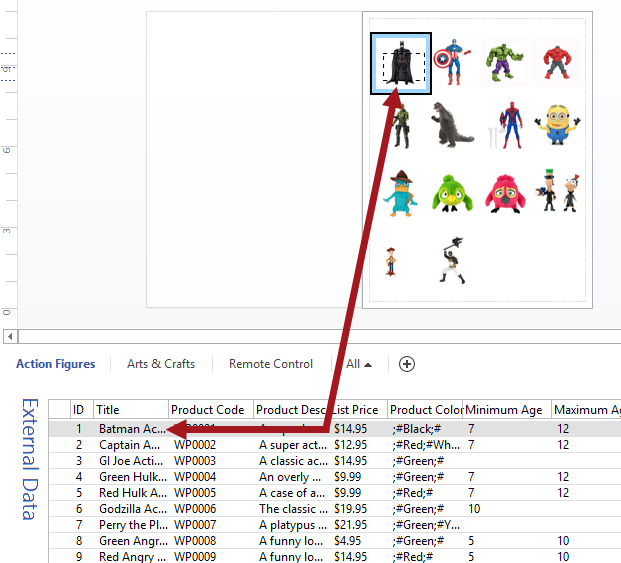 9
6
3
0
Action Figures Arts & Crafts Remote Control All
External Data
ID Title Product Code Product Desc List Price Product Color Minimum Age Maximum Ag
1 Batman Ac... $14.95 ;#Black;# 7 12
2 Captain A... WP0002 A super act... $12.95 ;#Red;#Wh... 7 12
3 GI Joe Acti... WP0003 A classic ac... $14.95 ;#Green;#
4 Green Hulk... WP0004 An overly ... $9.99 ;#Green;# 7 12
5 Red Hulk A... WP0005 A case of a... $9.99 ;#Red;# 7 12
6 Godzilla Ac... WP0006 The classic ... $19.95 ;#Green;# 10
7 Perry the Pl... WP0007 A platypus ... $21.95 ;#Green;#Y...
8 Green Angr... WP0008 A funny lo... $4.95 ;#Green;# 5 10
9 Red Angry ... WP0009 A funny lo... $14.95 ;#Red;# 5 10